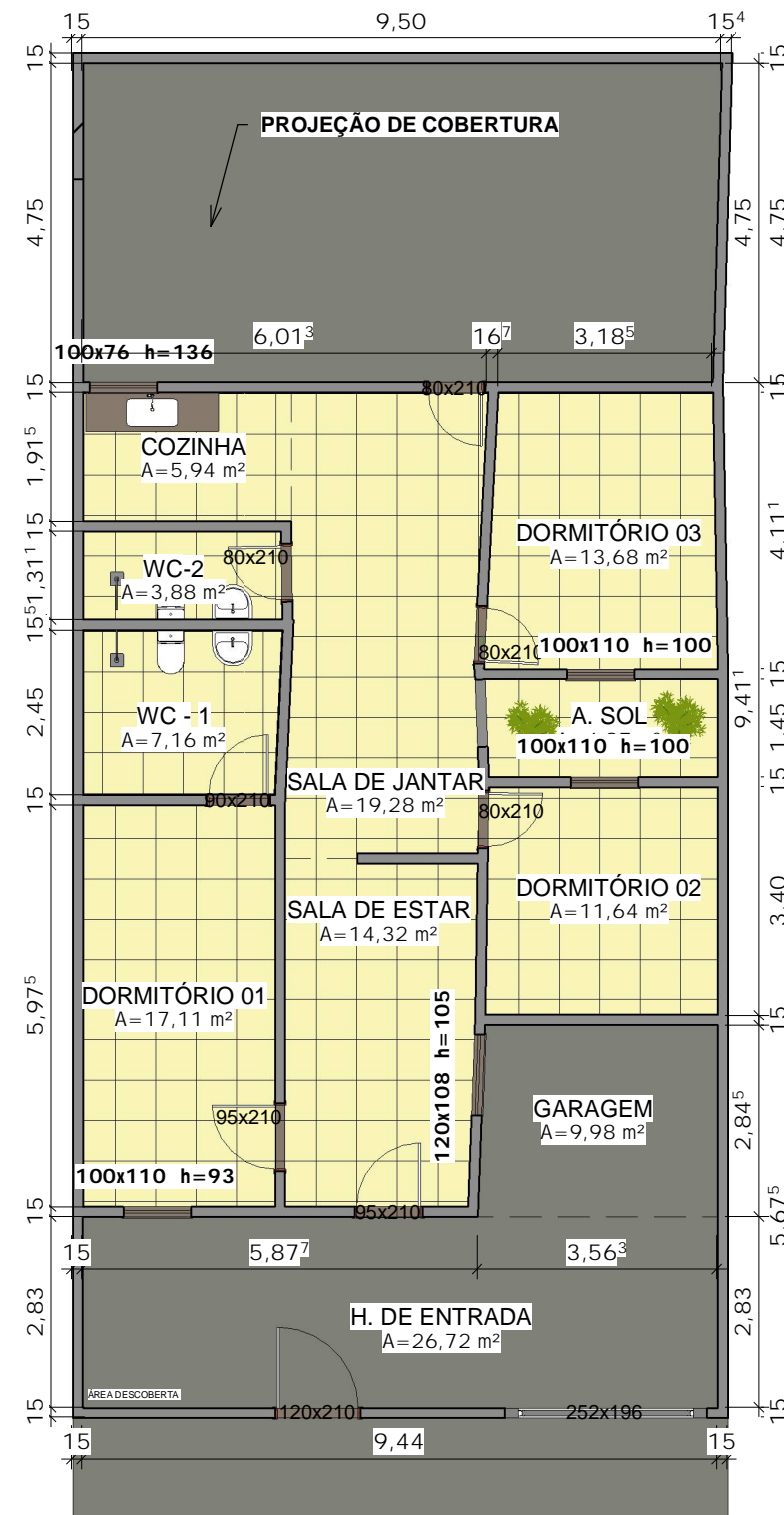 15
9,50
15⁴
15
15
PROJEÇÃO DE COBERTURA
4,75
4,75
4,75
6,01³
16⁷
3,18⁵
100x76 h=136
15
80x210
15
1,91⁵
COZINHA
A=5,94 m²
DORMITÓRIO 03
A=13,68 m²
4,11¹
15
WC-2
A=3,88 m²
80x210
1,31¹
15⁵
80x210
100x110 h=100
15
2,45
WC - 1
A=7,16 m²
A. SOL
100x110 h=100
9,41¹
1,45
SALA DE JANTAR
A=19,28 m²
15
90x210
80x210
15
SALA DE ESTAR
A=14,32 m²
DORMITÓRIO 02
A=11,64 m²
3,40
5,97⁵
DORMITÓRIO 01
A=17,11 m²
15
120x108 h=105
95x210
GARAGEM
A=9,98 m²
2,84⁵
100x110 h=93
15
95x210
5,67⁵
15
5,87⁷
3,56³
2,83
H. DE ENTRADA
A=26,72 m²
2,83
2,83
ÁREA DESCOBERTA
15
120x210
252x196
15
15
9,44
15